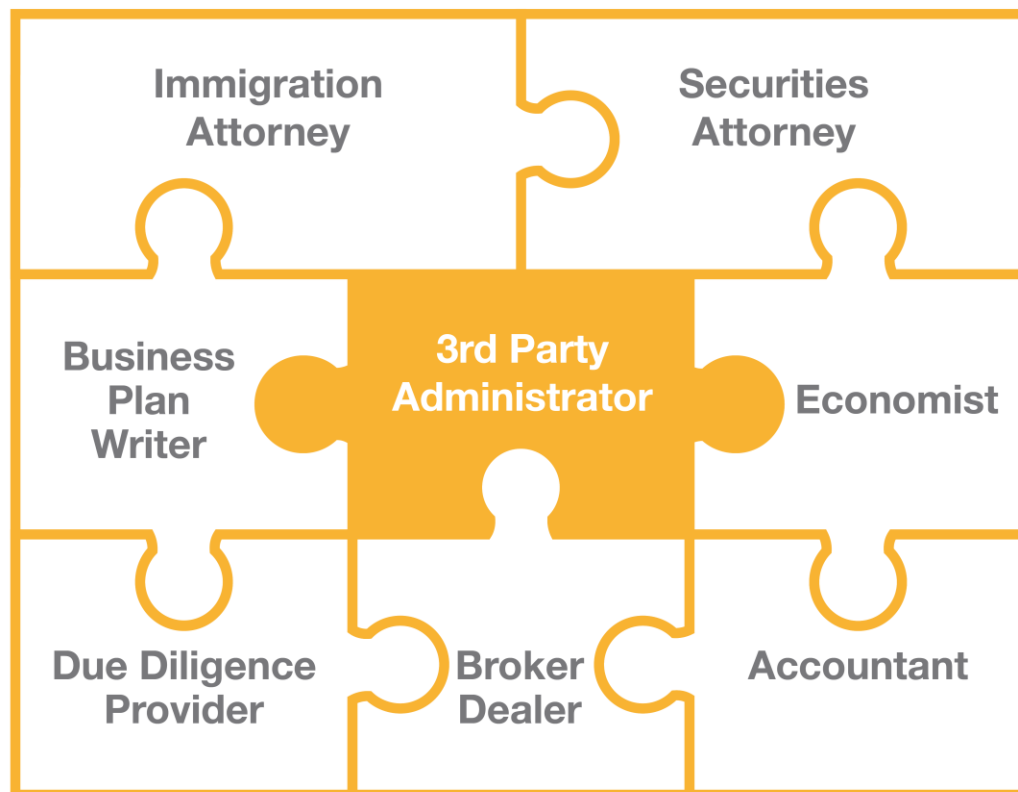 Immigration
Attorney
Securities
Attorney
Business
Plan
Writer
3rd Party
Administrator
Economist
Due Diligence
Provider
Broker
Dealer
Accountant